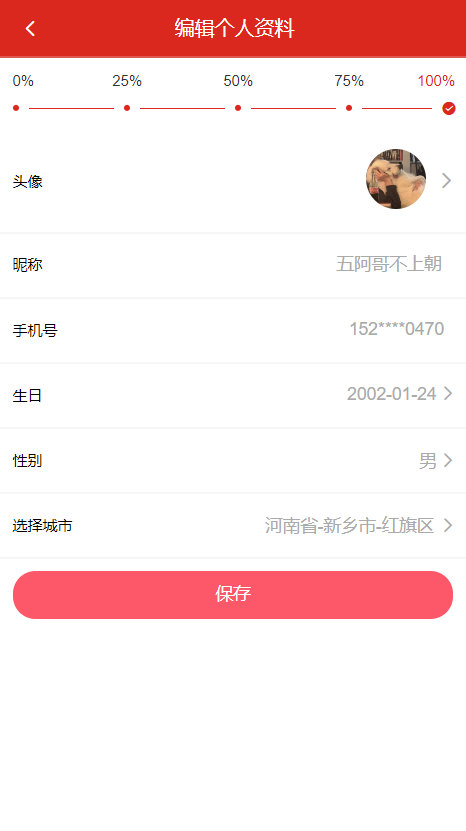 编辑个人资料
0% 25% 50% 75% 100%
头像
昵称 五阿哥不上朝
手机号 152****0470
生日 2002-01-24
性别 男
选择城市 河南省-新乡市-红旗区
保存